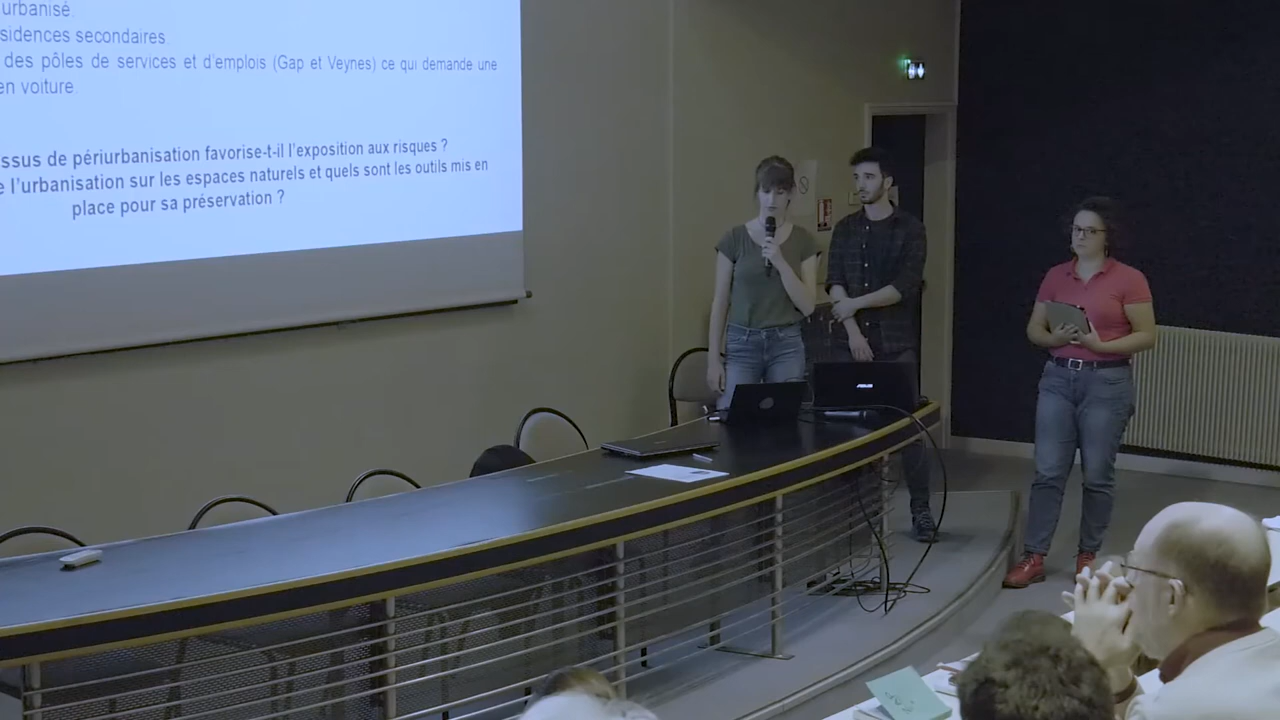 urbanisé.
sidences secondaires.
des pôles de services et d'emplois (Gap et Veynes) ce qui demande une
en voiture.
ssus de périurbanisation favorise-t-il l'exposition aux risques ?
e l'urbanisation sur les espaces naturels et quels sont les outils mis en
place pour sa préservation ?
ASUS